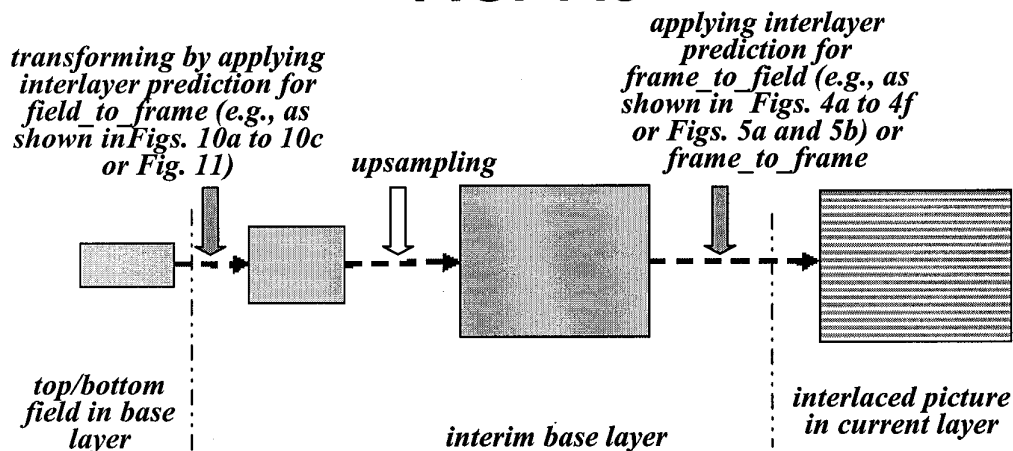 transforming by applying
interlayer prediction for
field_to_frame (e.g., as
shown inFigs. 10a to 10c
or Fig. 11)
upsampling
applying interlayer
prediction for
frame_to_field (e.g., as
shown in Figs. 4a to 4f
or Figs. 5a and 5b) or
frame_to_frame
top/bottom
field in base
layer
interim base layer
interlaced picture
in current layer